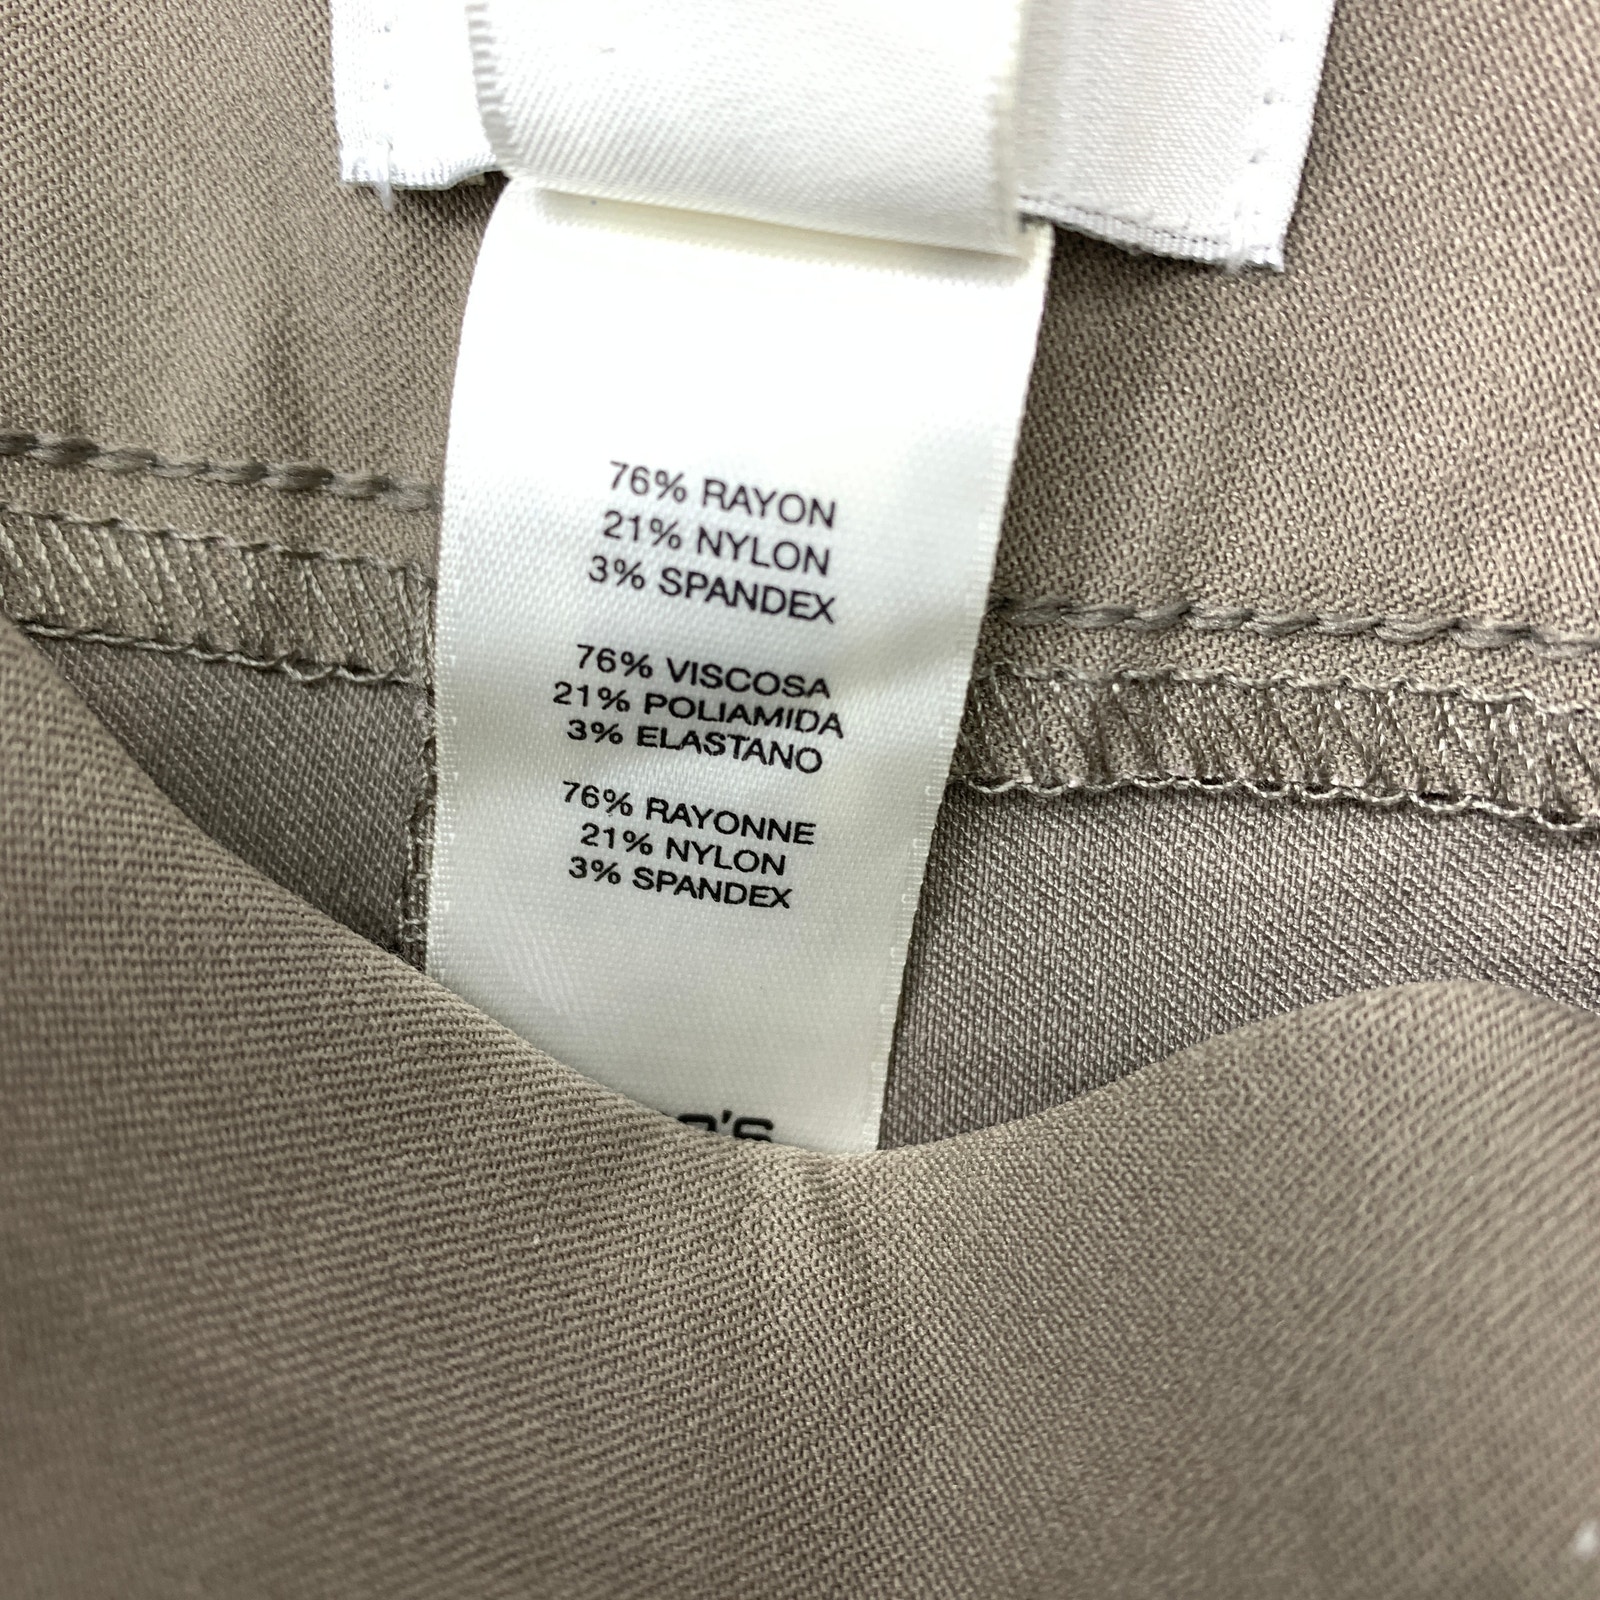 76% RAYON
21% NYLON
3% SPANDEX
76% VISCOSA
21% POLIAMIDA
3% ELASTANO
76% RAYONNE
21% NYLON
3% SPANDEX